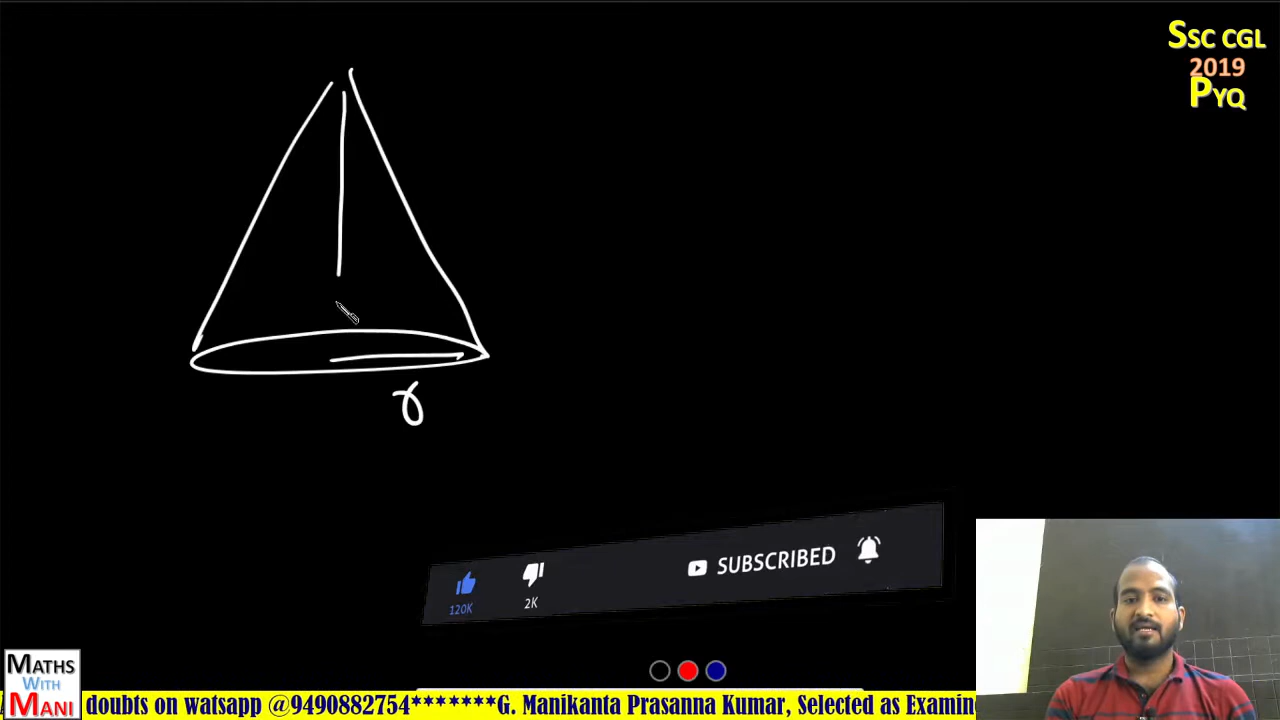 SSC CGL
2019
PYQ
r
120K
2K
SUBSCRIBED
MATHS
WITH
MANI
doubts on watsapp @9490882754*******G. Manikanta Prasanna Kumar, Selected as Examin